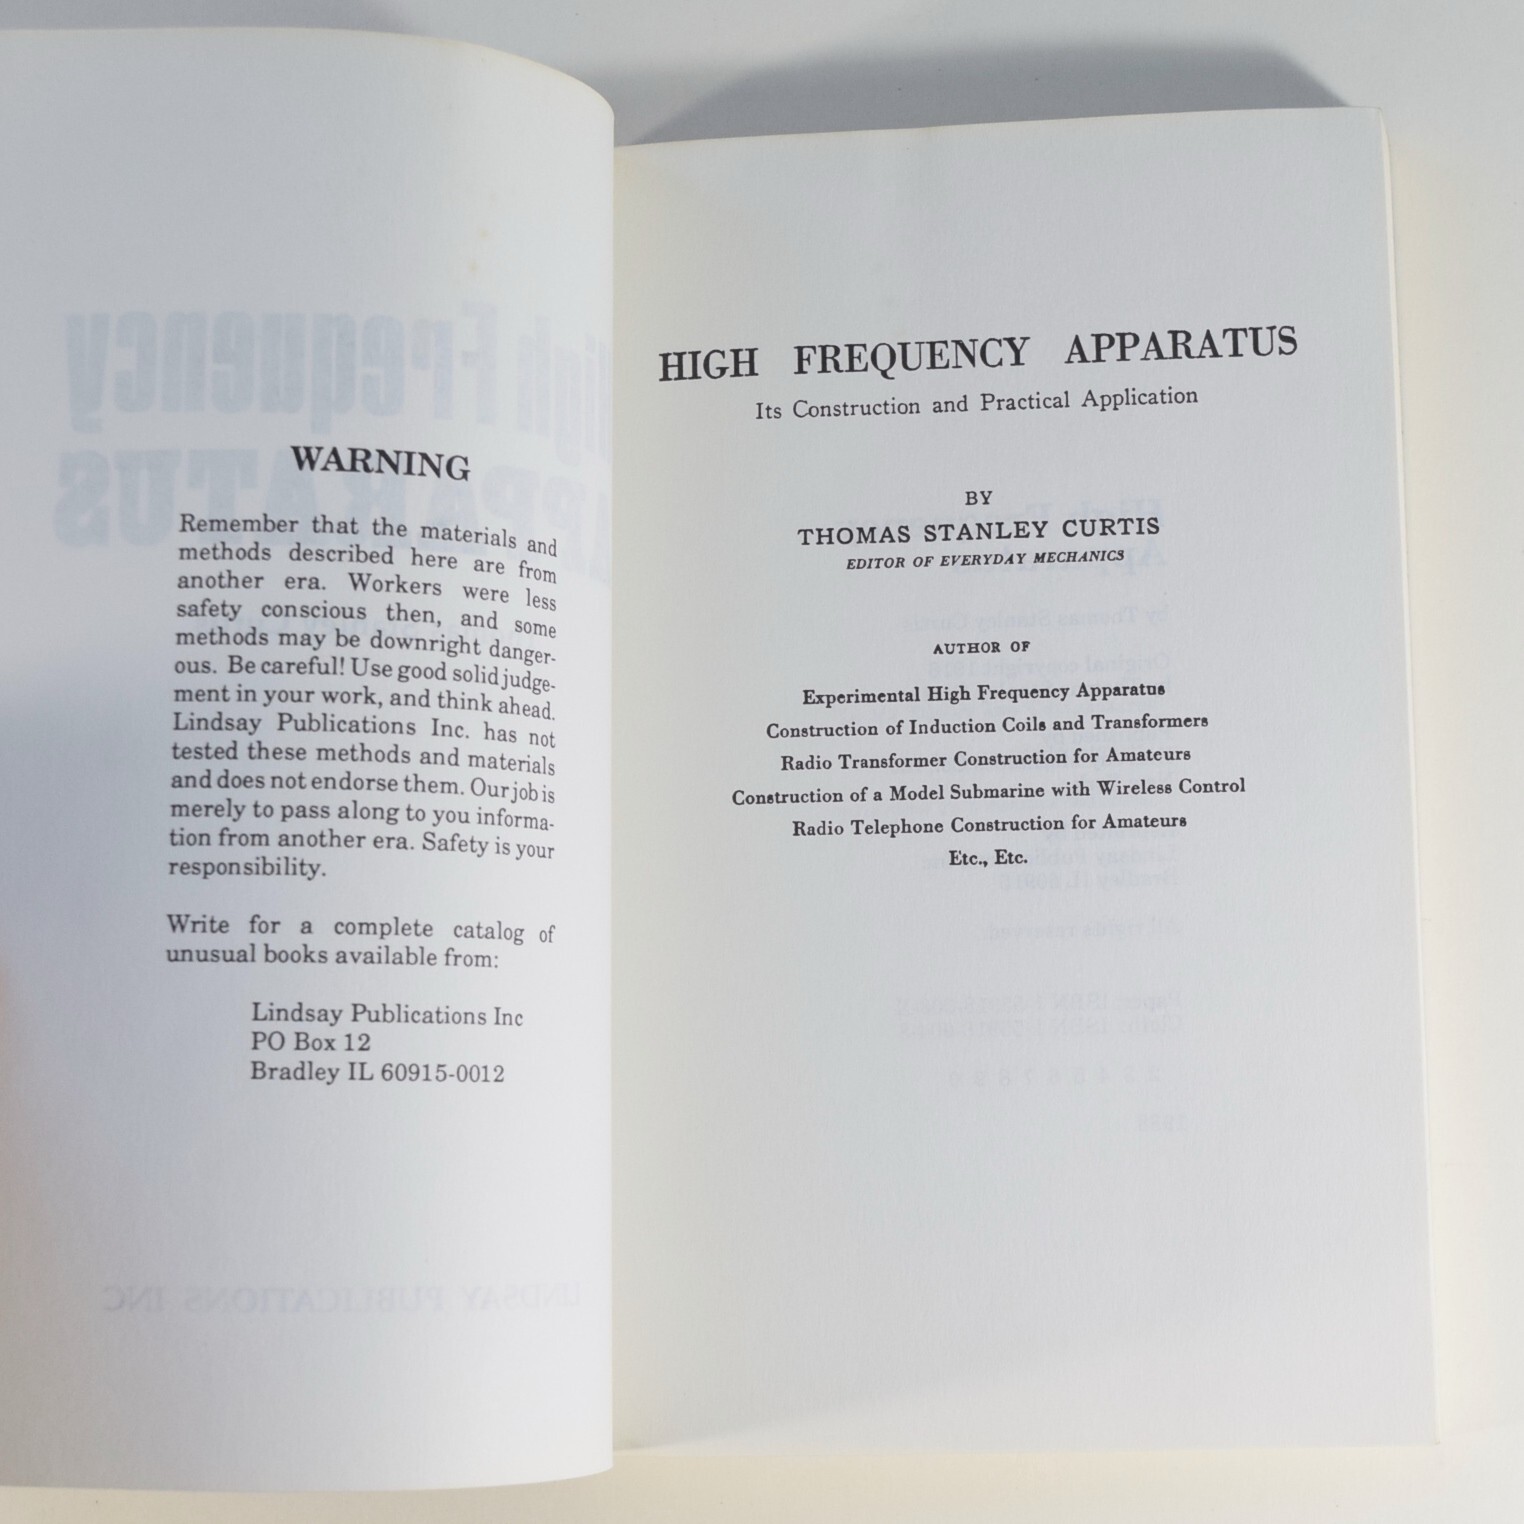 WARNING
Remember that the materials and
methods described here are from
another era. Workers were less
safety conscious then, and some
methods may be downright danger-
ous. Be careful! Use good solid judge-
ment in your work, and think ahead.
Lindsay Publications Inc. has not
tested these methods and materials
and does not endorse them. Our job is
merely to pass along to you informa-
tion from another era. Safety is your
responsibility.
Write for a complete catalog of
unusual books available from:
Lindsay Publications Inc
PO Box 12
Bradley IL 60915-0012
HIGH FREQUENCY APPARATUS
Its Construction and Practical Application
BY
THOMAS STANLEY CURTIS
EDITOR OF EVERYDAY MECHANICS
AUTHOR OF
Experimental High Frequency Apparatus
Construction of Induction Coils and Transformers
Radio Transformer Construction for Amateurs
Construction of a Model Submarine with Wireless Control
Radio Telephone Construction for Amateurs
Etc., Etc.